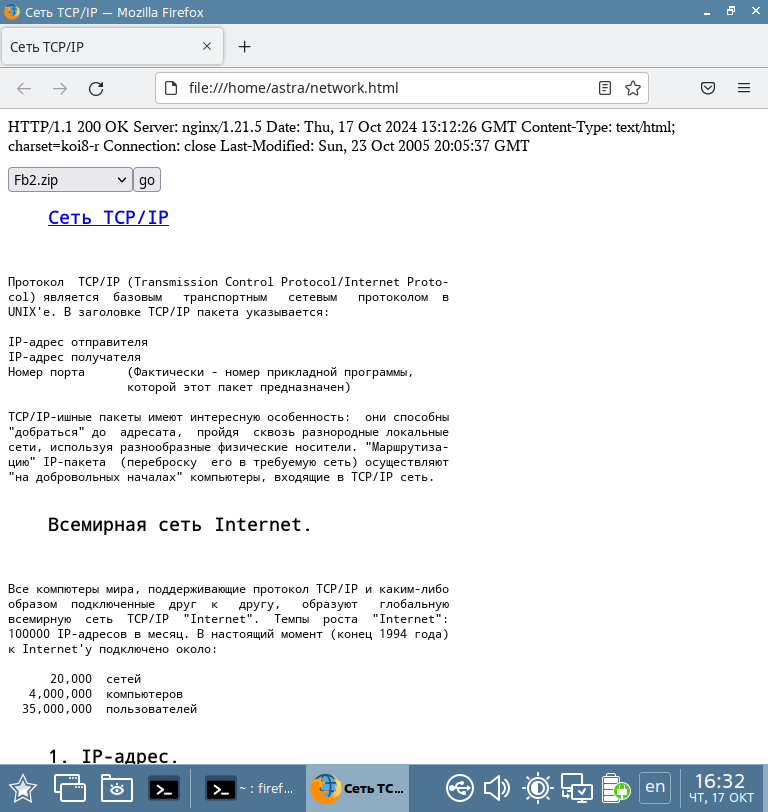 Сеть TCP/IP — Mozilla Firefox
Сеть TCP/IP
file:///home/astra/network.html
HTTP/1.1 200 OK Server: nginx/1.21.5 Date: Thu, 17 Oct 2024 13:12:26 GMT Content-Type: text/html;
charset=koi8-r Connection: close Last-Modified: Sun, 23 Oct 2005 20:05:37 GMT
Fb2.zip go
Сеть TCP/IP
Протокол TCP/IP (Transmission Control Protocol/Internet Proto-
col) является базовым транспортным сетевым протоколом в
UNIX'е. В заголовке TCP/IP пакета указывается:
IP-адрес отправителя
IP-адрес получателя
Номер порта (Фактически - номер прикладной программы,
которой этот пакет предназначен)
TCP/IP-ишные пакеты имеют интересную особенность: они способны
"добраться" до адресата, пройдя сквозь разнородные локальные
сети, используя разнообразные физические носители. "Маршрутиза-
цию" IP-пакета (переброску его в требуемую сеть) осуществляют
"на добровольных началах" компьютеры, входящие в TCP/IP сеть.
Всемирная сеть Internet.
Все компютеры мира, поддерживающие протокол TCP/IP и каким-либо
образом подключенные друг к другу, образуют глобальную
всемирную сеть TCP/IP "Internet". Темпы роста "Internet":
100000 IP-адресов в месяц. В настоящий момент (конец 1994 года)
к Internet'у подключено около:
20,000 сетей
4,000,000 компьютеров
35,000,000 пользователей
1. IP-адрес.
~ : firef...
Сеть TC...
en
16:32
ЧТ, 17 ОКТ